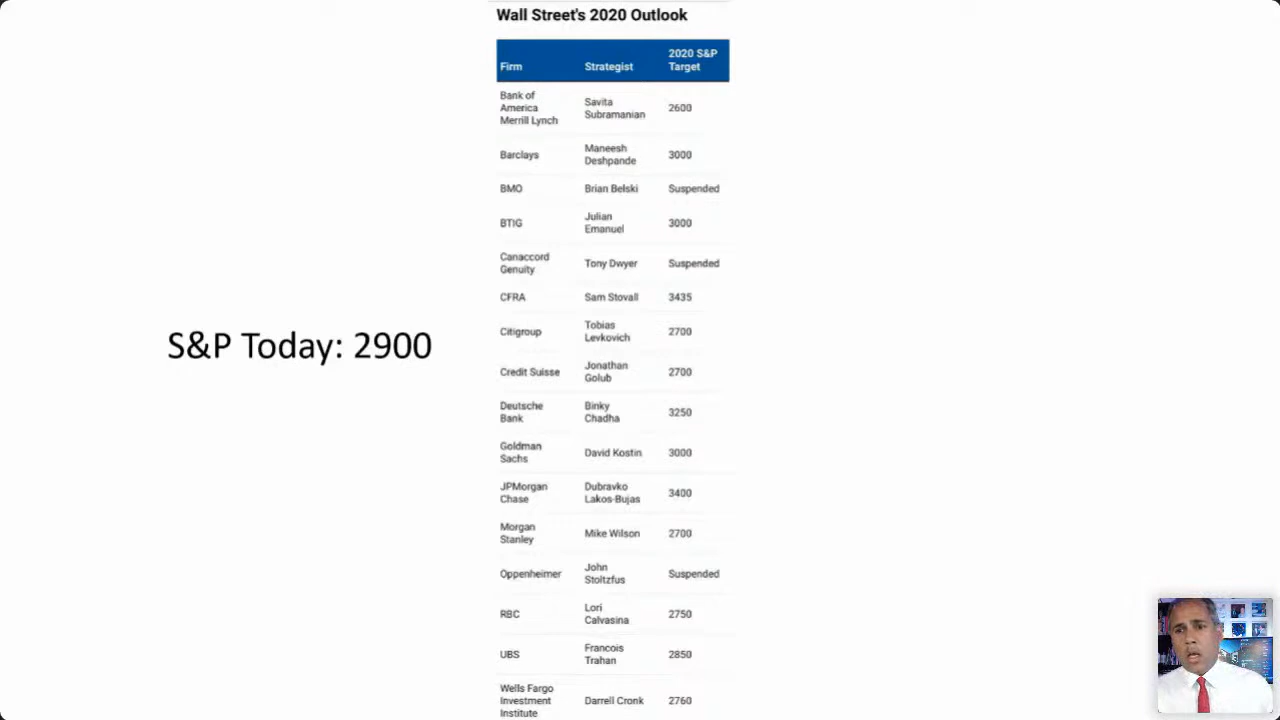 Wall Street's 2020 Outlook
2020 S&P
Firm Strategist Target
Bank of
America
Merrill Lynch
Savita
Subramanian
2600
Barclays
Maneesh
Deshpande
3000
BMO Brian Belski Suspended
BTIG
Julian
Emanuel
3000
Canaccord
Genuity
Tony Dwyer
Suspended
CFRA Sam Stovall 3435
S&P Today: 2900
Citigroup
Tobias
Levkovich
2700
Credit Suisse
Jonathan
Golub
2700
Deutsche
Bank
Binky
Chadha
3250
Goldman
Sachs
David Kostin
3000
JPMorgan
Chase
Dubravko
Lakos-Bujas
3400
Morgan
Stanley
Mike Wilson
2700
Oppenheimer
John
Stoltzfus
Suspended
RBC
Lori
Calvasina
2750
UBS
Francois
Trahan
2850
Wells Fargo
Investment
Institute
Darrell Cronk
2760